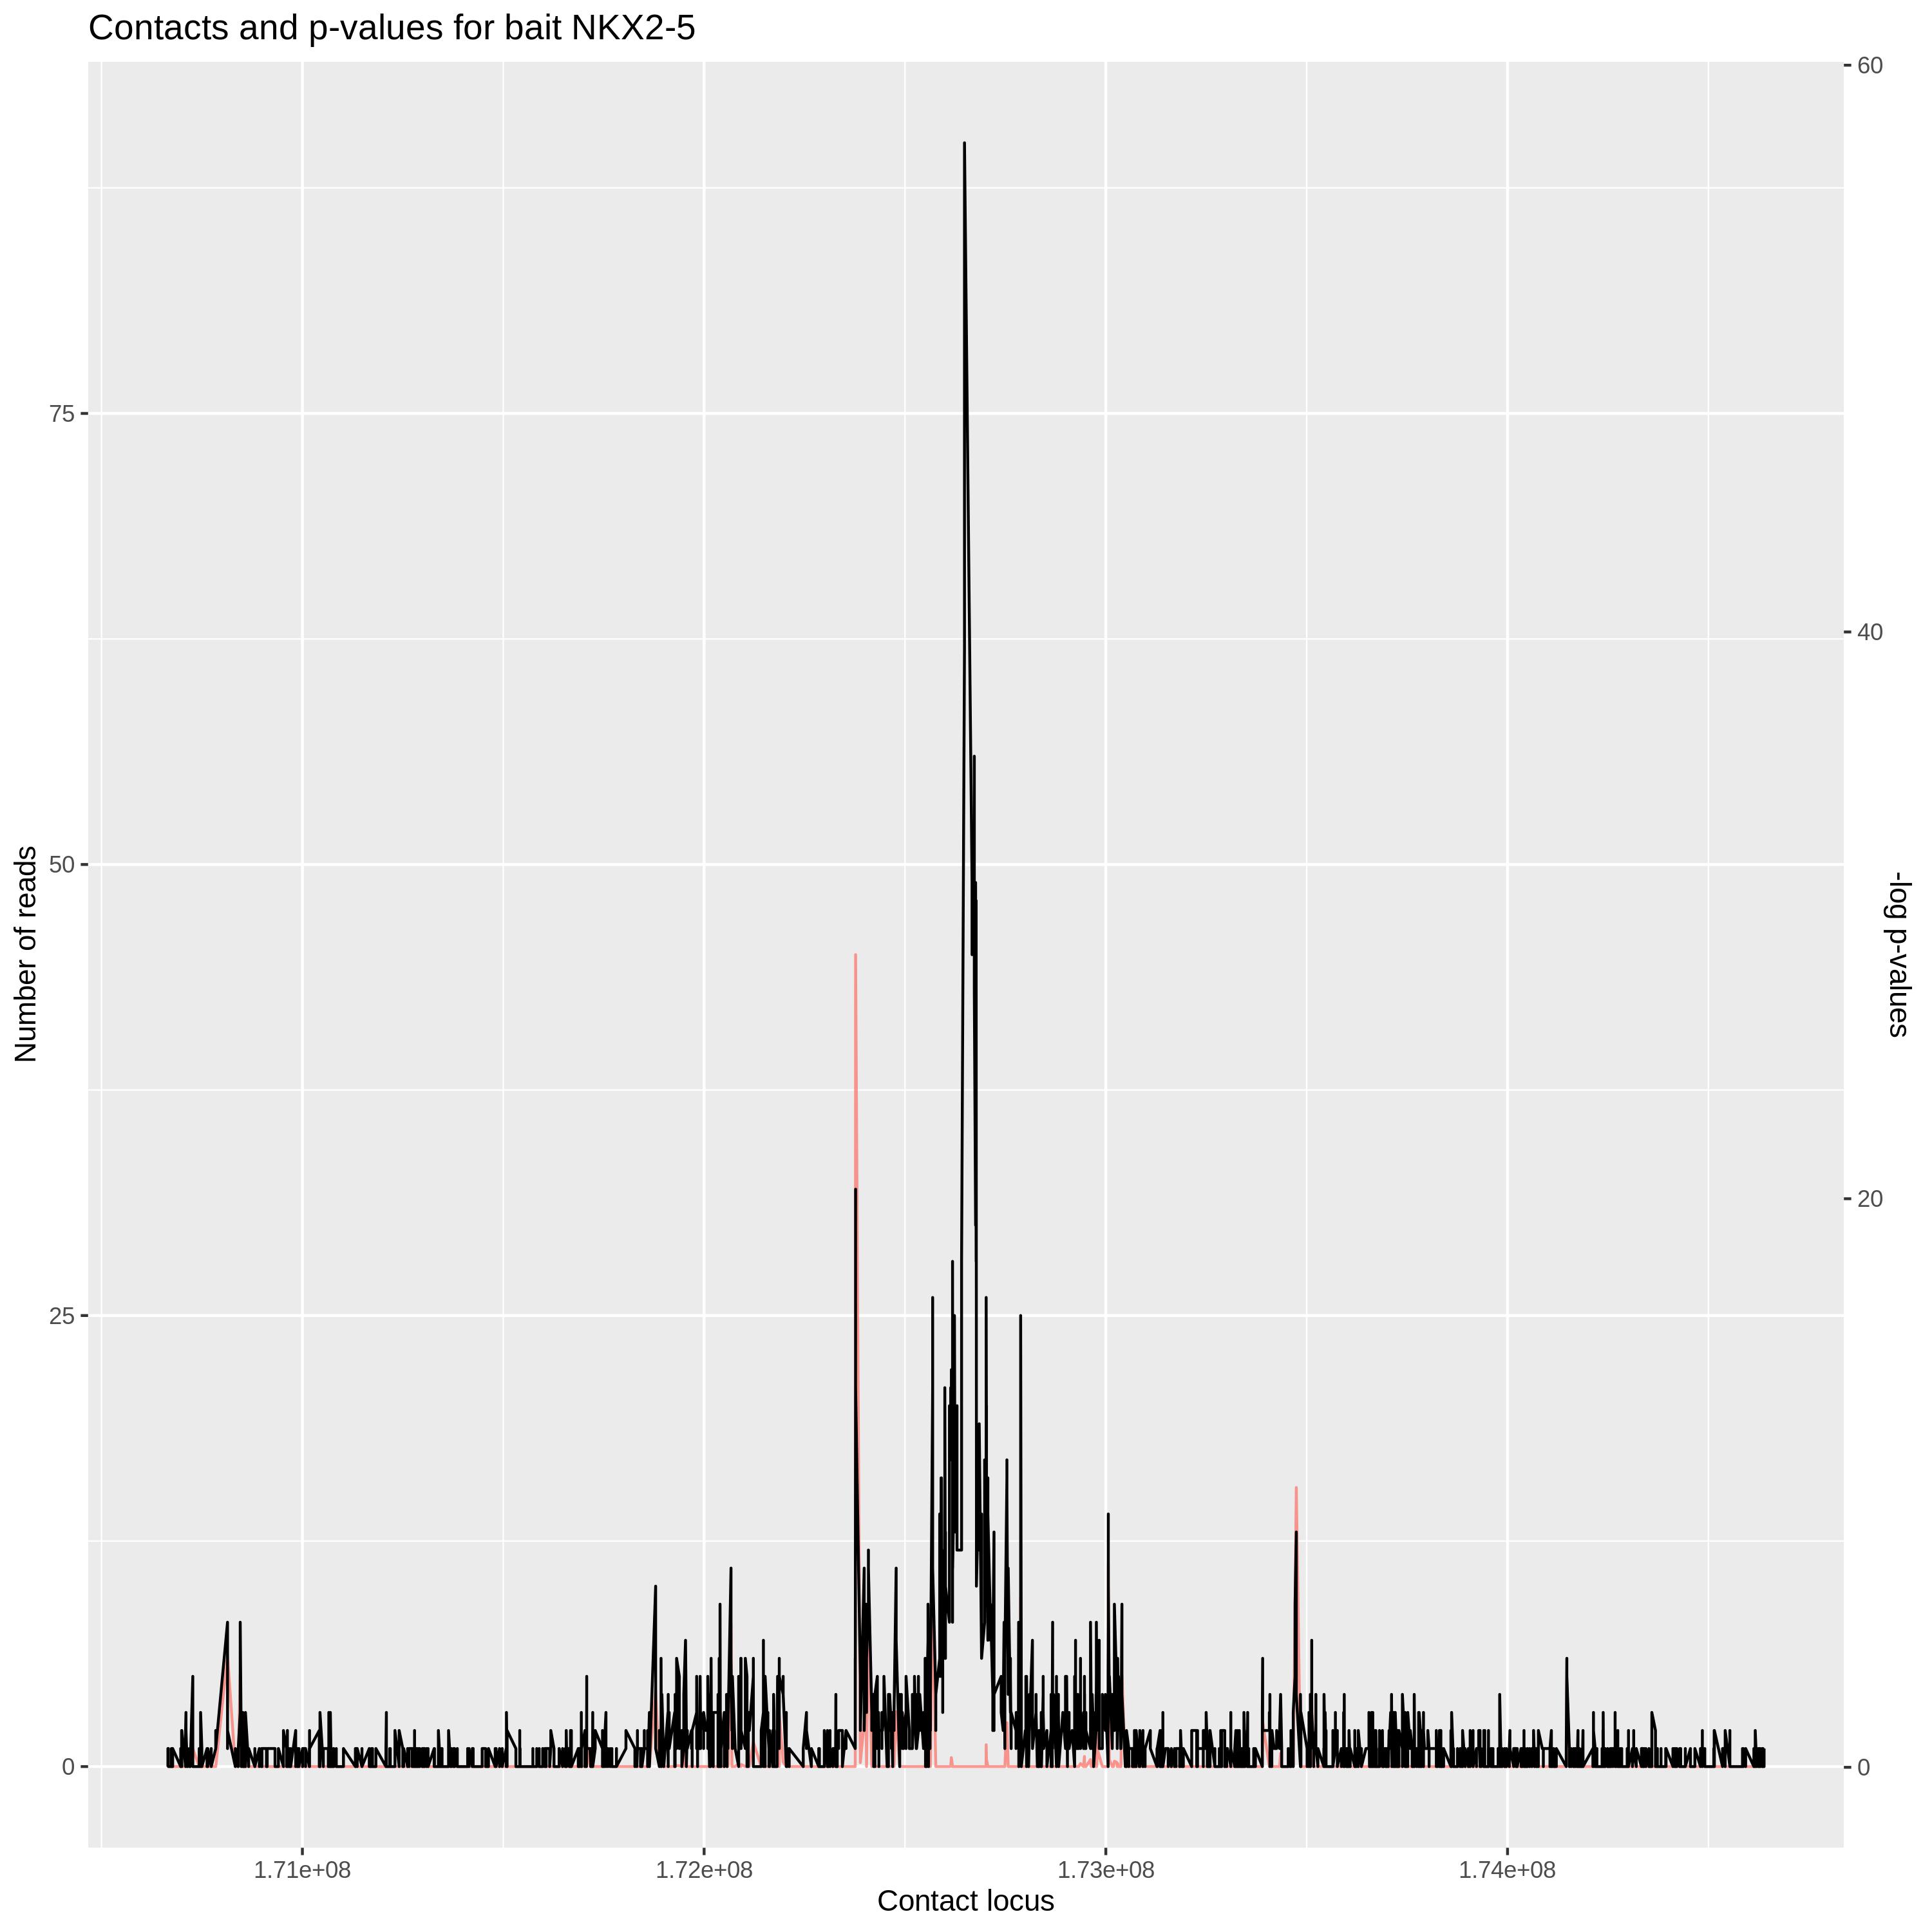 Contacts and p-values for bait NKX2-5
60
75
40
50
Number of reads
-log p-values
20
25
0
0
1.71e+08
1.72e+08
1.73e+08
1.74e+08
Contact locus